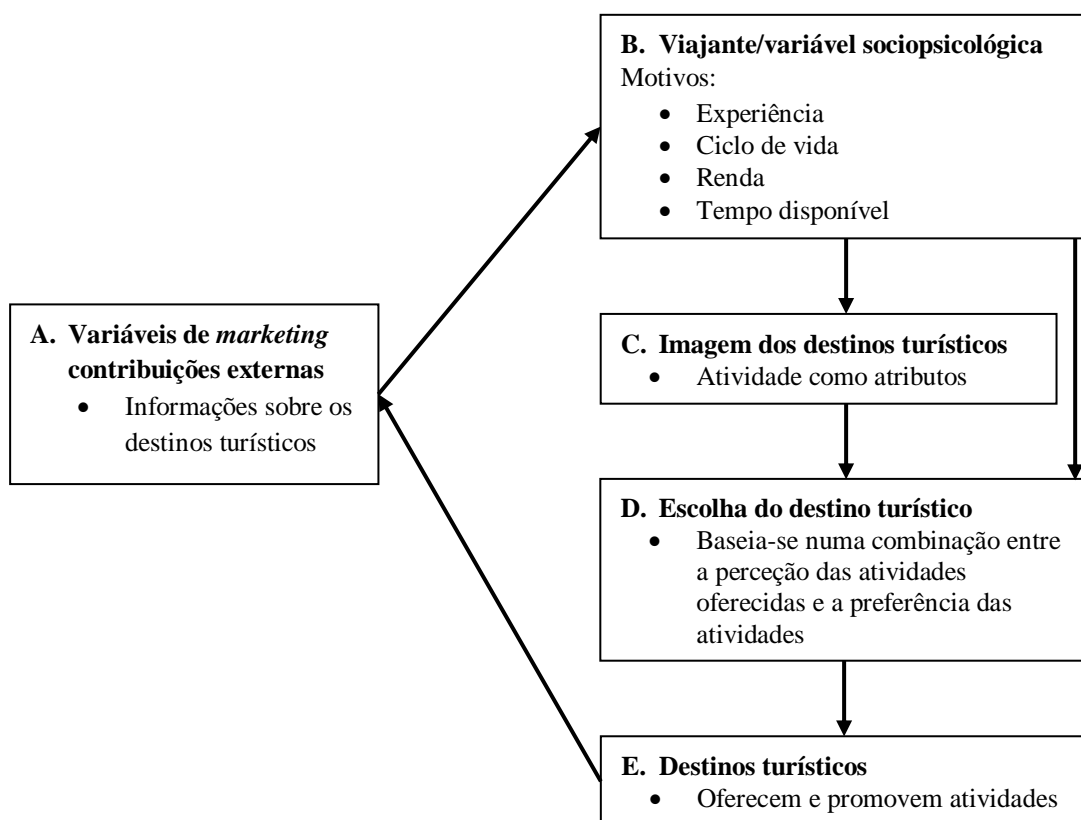 B. Viajante/variável sociopsicológica
Motivos:
• Experiência
• Ciclo de vida
• Renda
• Tempo disponível
A. Variáveis de marketing
contribuições externas
• Informações sobre os
destinos turísticos
C. Imagem dos destinos turísticos
• Atividade como atributos
D. Escolha do destino turístico
• Baseia-se numa combinação entre
a perceção das atividades
oferecidas e a preferência das
atividades
E. Destinos turísticos
• Oferecem e promovem atividades